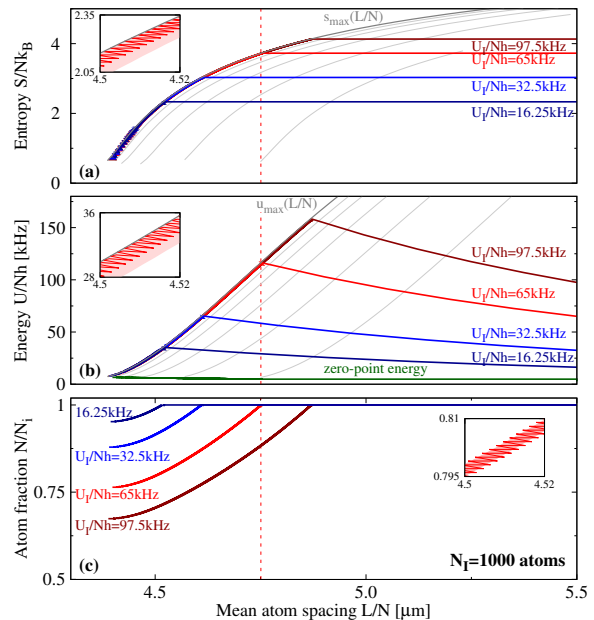 2.35
2.05
4.5
4.52
s_max(L/N)
U_I/Nh=97.5kHz
U_I/Nh=65kHz
U_I/Nh=32.5kHz
U_I/Nh=16.25kHz
4
2
0
Entropy S/Nk_B
(a)
36
28
4.5
4.52
u_max(L/N)
U_I/Nh=97.5kHz
U_I/Nh=65kHz
U_I/Nh=32.5kHz
U_I/Nh=16.25kHz
zero-point energy
150
100
50
25
0
Energy U/Nh [kHz]
(b)
16.25kHz
U_I/Nh=32.5kHz
U_I/Nh=65kHz
U_I/Nh=97.5kHz
0.81
0.795
4.5
4.52
1
0.75
0.5
Atom fraction N/N_i
(c)
N_I=1000 atoms
4.5
5.0
5.5
Mean atom spacing L/N [μm]